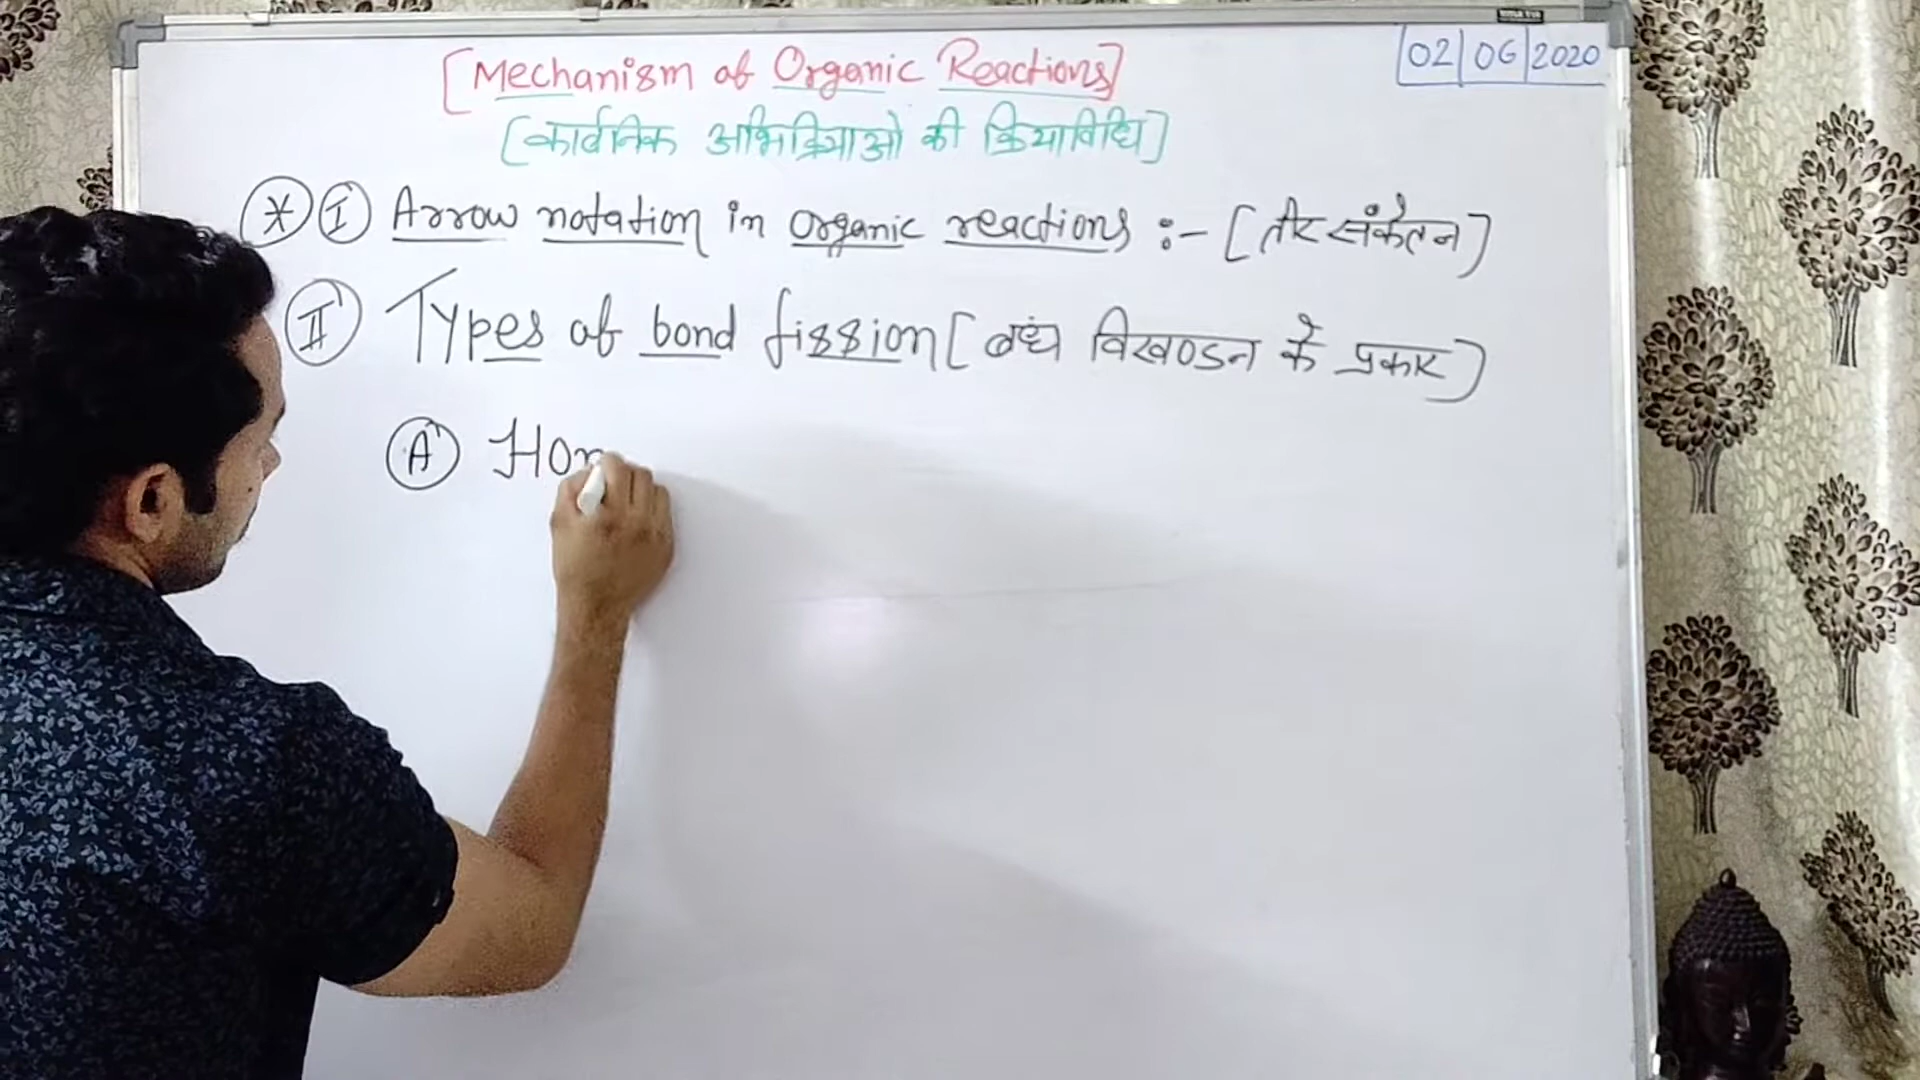 [Mechanism of Organic Reactions]
02|06|2020
[कार्बनिक अभिक्रियाओ की क्रियाविधि]
* I Arrow notation in organic reactions :- [तीर संकेतन]
II Types of bond fission [बधं विखण्डन के प्रकार]
A Hom